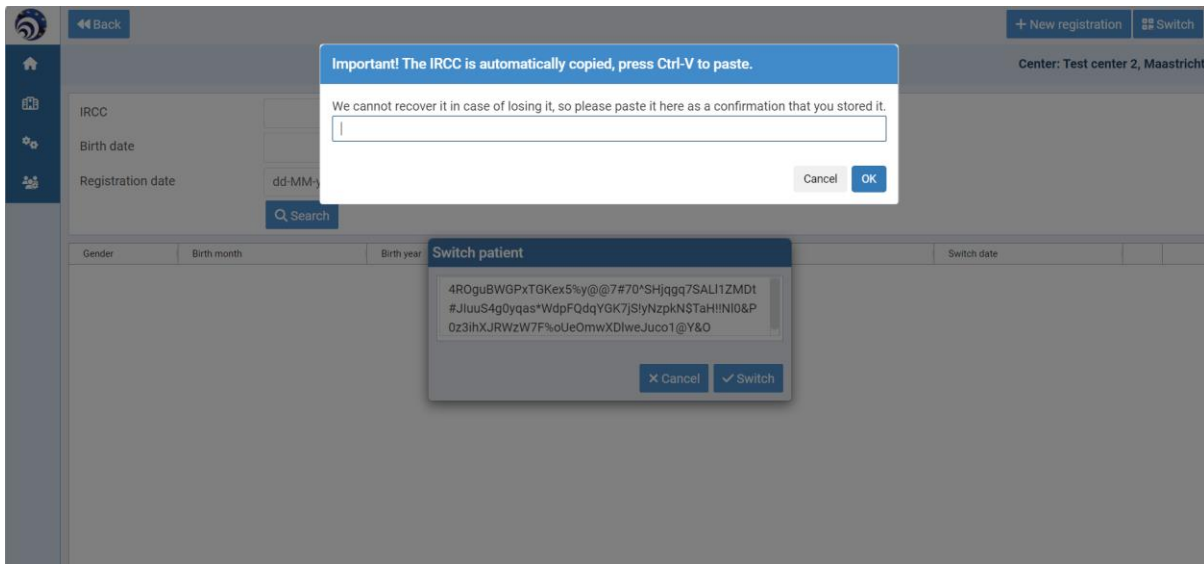 Back
New registration
Switch
Important! The IRCC is automatically copied, press Ctrl-V to paste.
Center: Test center 2, Maastricht
We cannot recover it in case of losing it, so please paste it here as a confirmation that you stored it.
IRCC
Birth date
Registration date
dd-MM-y
Cancel
OK
Search
Gender
Birth month
Birth year
Switch patient
Switch date
4ROguBWGPxTGKex5%y@@7#70^SHjqgq7SALl1ZMDt
#JIuuS4g0yqas*WdpFQdqYGK7jS!yNzpkN$TaH!!Nl0&P
0z3ihXJRWzW7F%oUeOmwXDlweJuco1@Y&O
Cancel
Switch